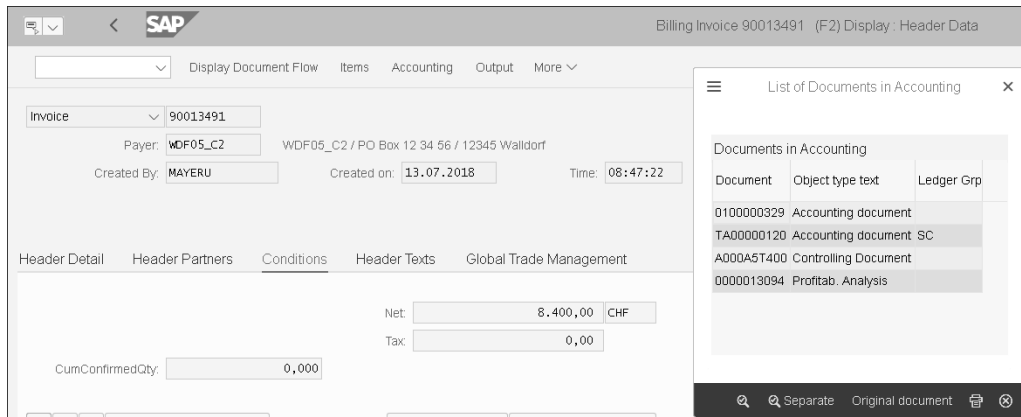 SAP
Billing Invoice 90013491 (F2) Display : Header Data
Display Document Flow Items Accounting Output More
Invoice 90013491
Payer: WDF05_C2 WDF05_C2 / PO Box 12 34 56 / 12345 Walldorf
Created By: MAYERU Created on: 13.07.2018 Time: 08:47:22
Header Detail Header Partners Conditions Header Texts Global Trade Management
Net: 8.400,00 CHF
Tax: 0,00
CumConfirmedQty: 0,000
List of Documents in Accounting
Documents in Accounting
Document Object type text Ledger Grp
0100000329 Accounting document
TA00000120 Accounting document SC
A000A5T400 Controlling Document
0000013094 Profitab. Analysis
Separate Original document